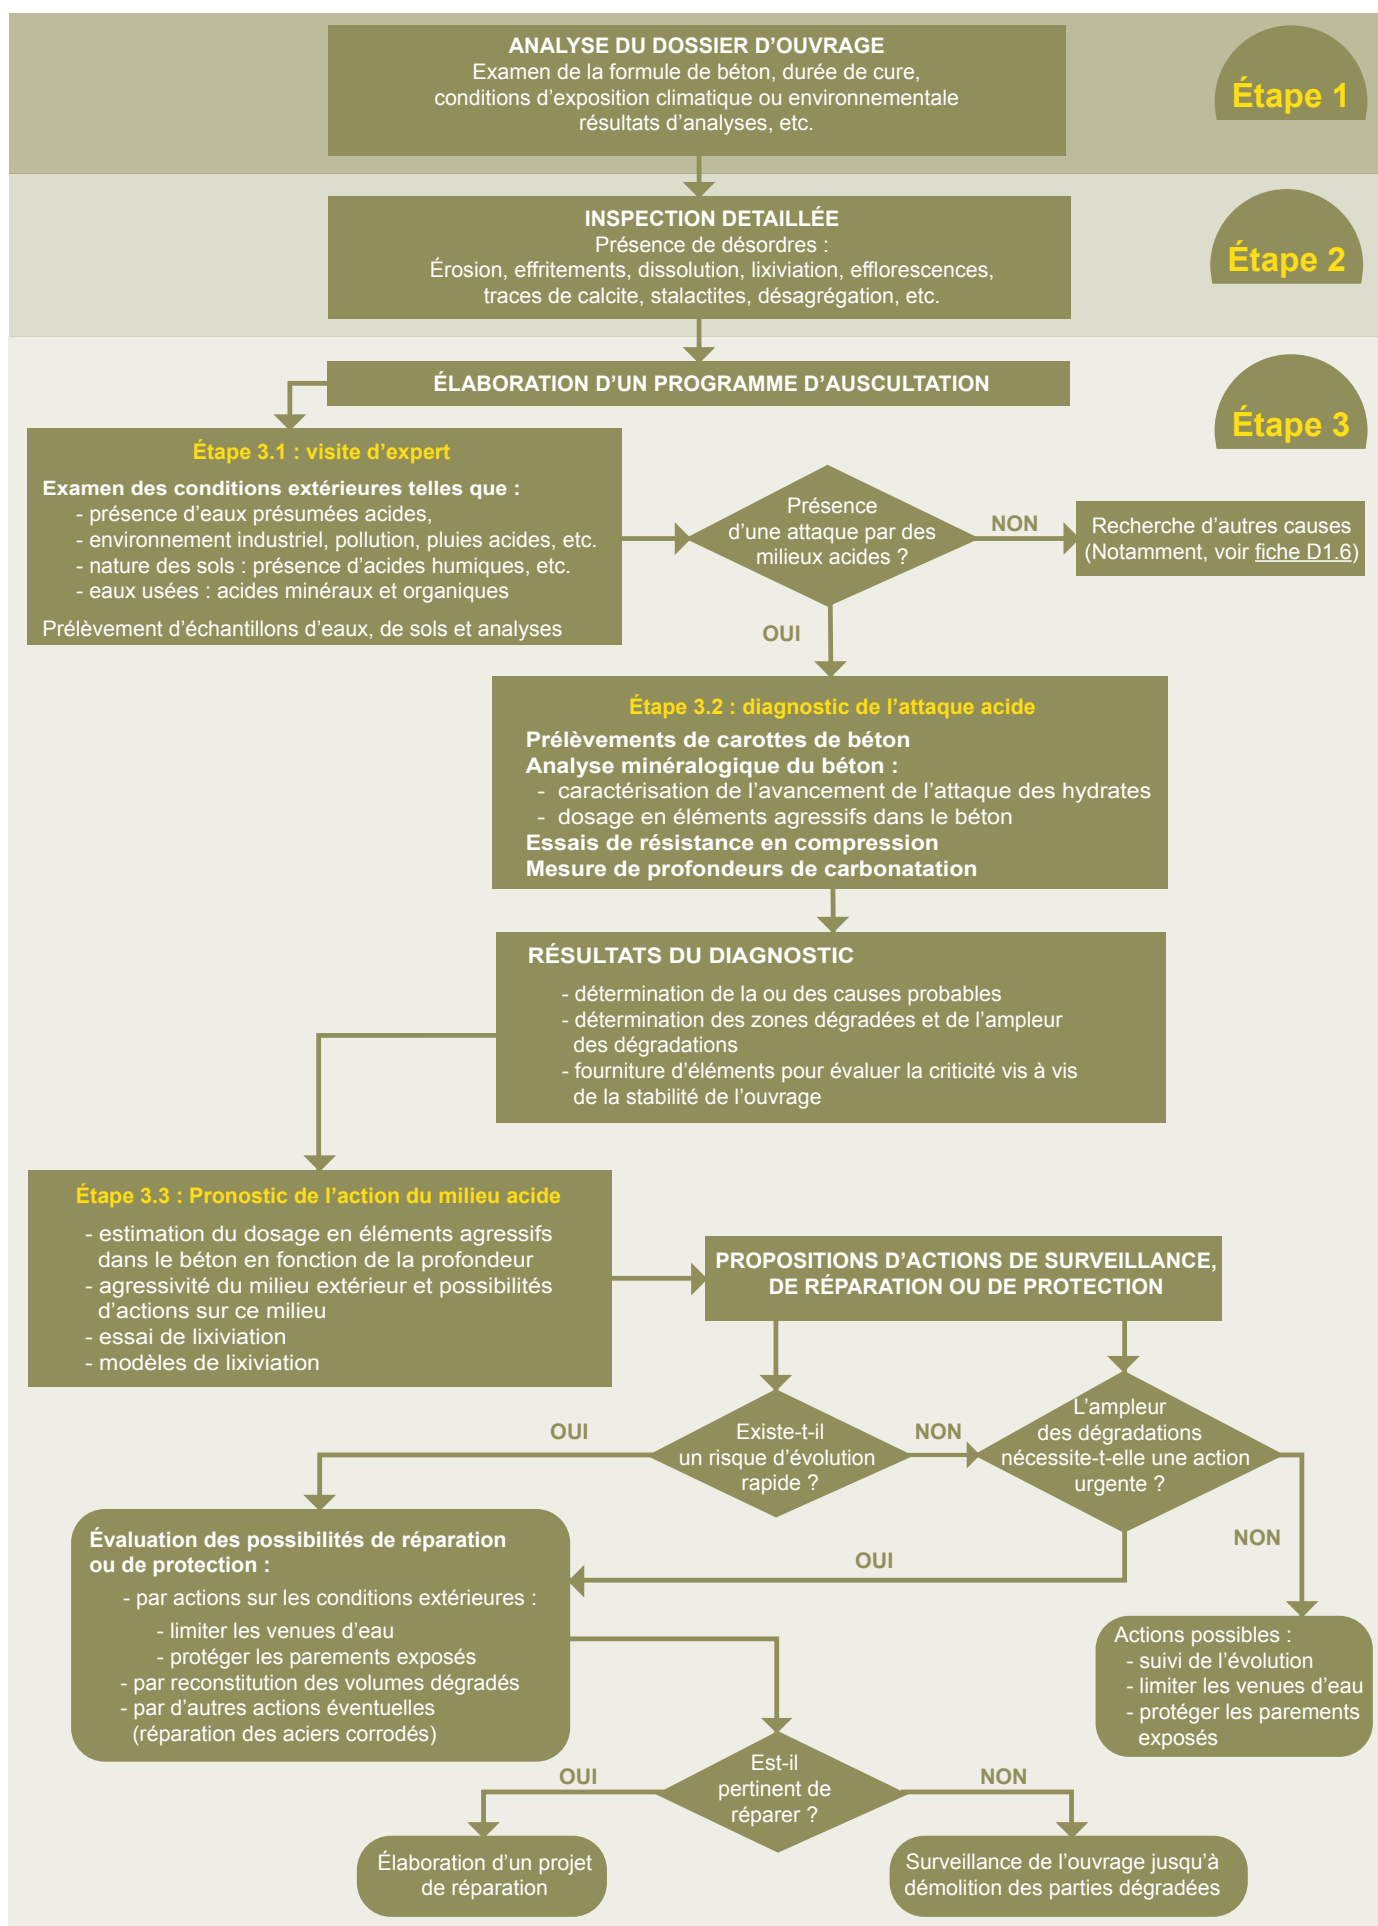 ANALYSE DU DOSSIER D’OUVRAGE
Examen de la formule de béton, durée de cure,
conditions d’exposition climatique ou environnementale
résultats d’analyses, etc.
Étape 1
INSPECTION DETAILLÉE
Présence de désordres :
Érosion, effritements, dissolution, lixiviation, efflorescences,
traces de calcite, stalactites, désagrégation, etc.
Étape 2
ÉLABORATION D’UN PROGRAMME D’AUSCULTATION
Étape 3
Étape 3.1 : visite d’expert
Examen des conditions extérieures telles que :
- présence d’eaux présumées acides,
- environnement industriel, pollution, pluies acides, etc.
- nature des sols : présence d’acides humiques, etc.
- eaux usées : acides minéraux et organiques
Prélèvement d’échantillons d’eaux, de sols et analyses
Présence
d’une attaque par des
milieux acides ?
NON
Recherche d’autres causes
(Notamment, voir fiche D1.6)
OUI
Étape 3.2 : diagnostic de l’attaque acide
Prélèvements de carottes de béton
Analyse minéralogique du béton :
- caractérisation de l’avancement de l’attaque des hydrates
- dosage en éléments agressifs dans le béton
Essais de résistance en compression
Mesure de profondeurs de carbonatation
RÉSULTATS DU DIAGNOSTIC
- détermination de la ou des causes probables
- détermination des zones dégradées et de l’ampleur
des dégradations
- fourniture d’éléments pour évaluer la criticité vis à vis
de la stabilité de l’ouvrage
Étape 3.3 : Pronostic de l’action du milieu acide
- estimation du dosage en éléments agressifs
dans le béton en fonction de la profondeur
- agressivité du milieu extérieur et possibilités
d’actions sur ce milieu
- essai de lixiviation
- modèles de lixiviation
PROPOSITIONS D’ACTIONS DE SURVEILLANCE,
DE RÉPARATION OU DE PROTECTION
OUI
Existe-t-il
un risque d’évolution
rapide ?
NON
L’ampleur
des dégradations
nécessite-t-elle une action
urgente ?
NON
OUI
Évaluation des possibilités de réparation
ou de protection :
- par actions sur les conditions extérieures :
- limiter les venues d’eau
- protéger les parements exposés
- par reconstitution des volumes dégradés
- par d’autres actions éventuelles
(réparation des aciers corrodés)
Actions possibles :
- suivi de l’évolution
- limiter les venues d’eau
- protéger les parements
exposés
OUI
Est-il
pertinent de
réparer ?
NON
Élaboration d’un projet
de réparation
Surveillance de l’ouvrage jusqu’à
démolition des parties dégradées